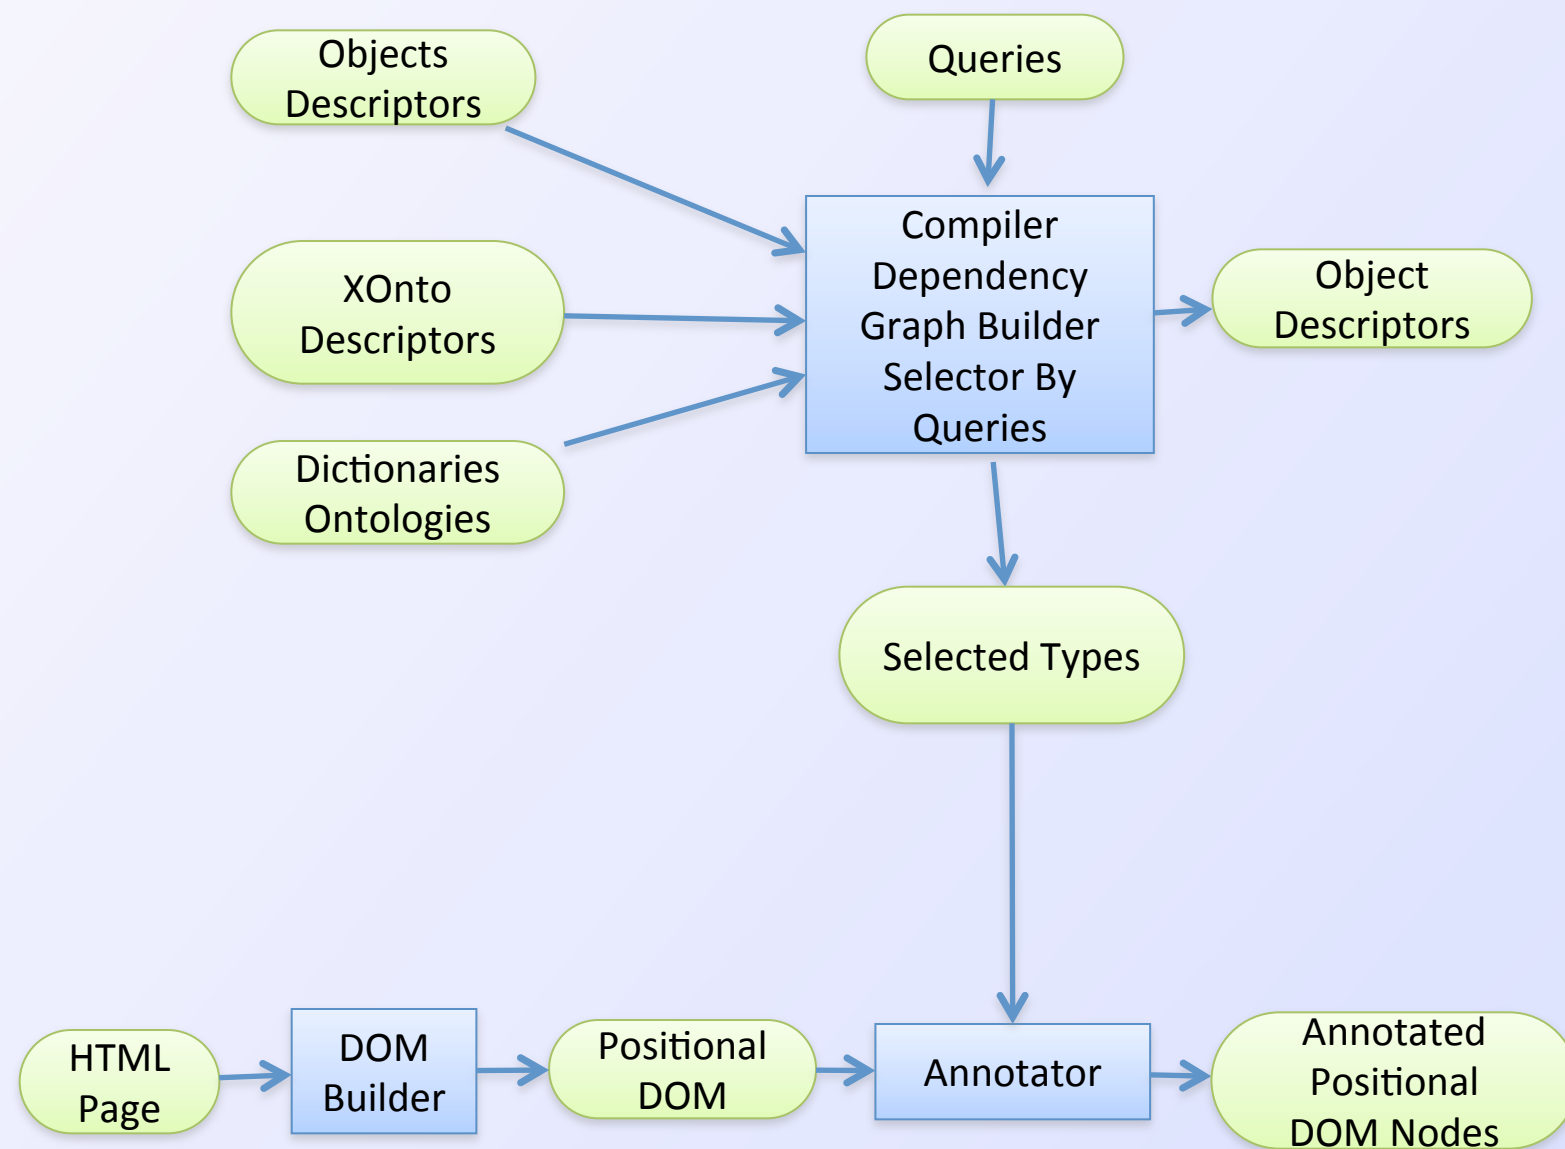 Objects
Descriptors
Queries
XOnto
Descriptors
Compiler
Dependency
Graph Builder
Selector By
Queries
Object
Descriptors
Dictionaries
Ontologies
Selected Types
HTML
Page
DOM
Builder
Positional
DOM
Annotator
Annotated
Positional
DOM Nodes